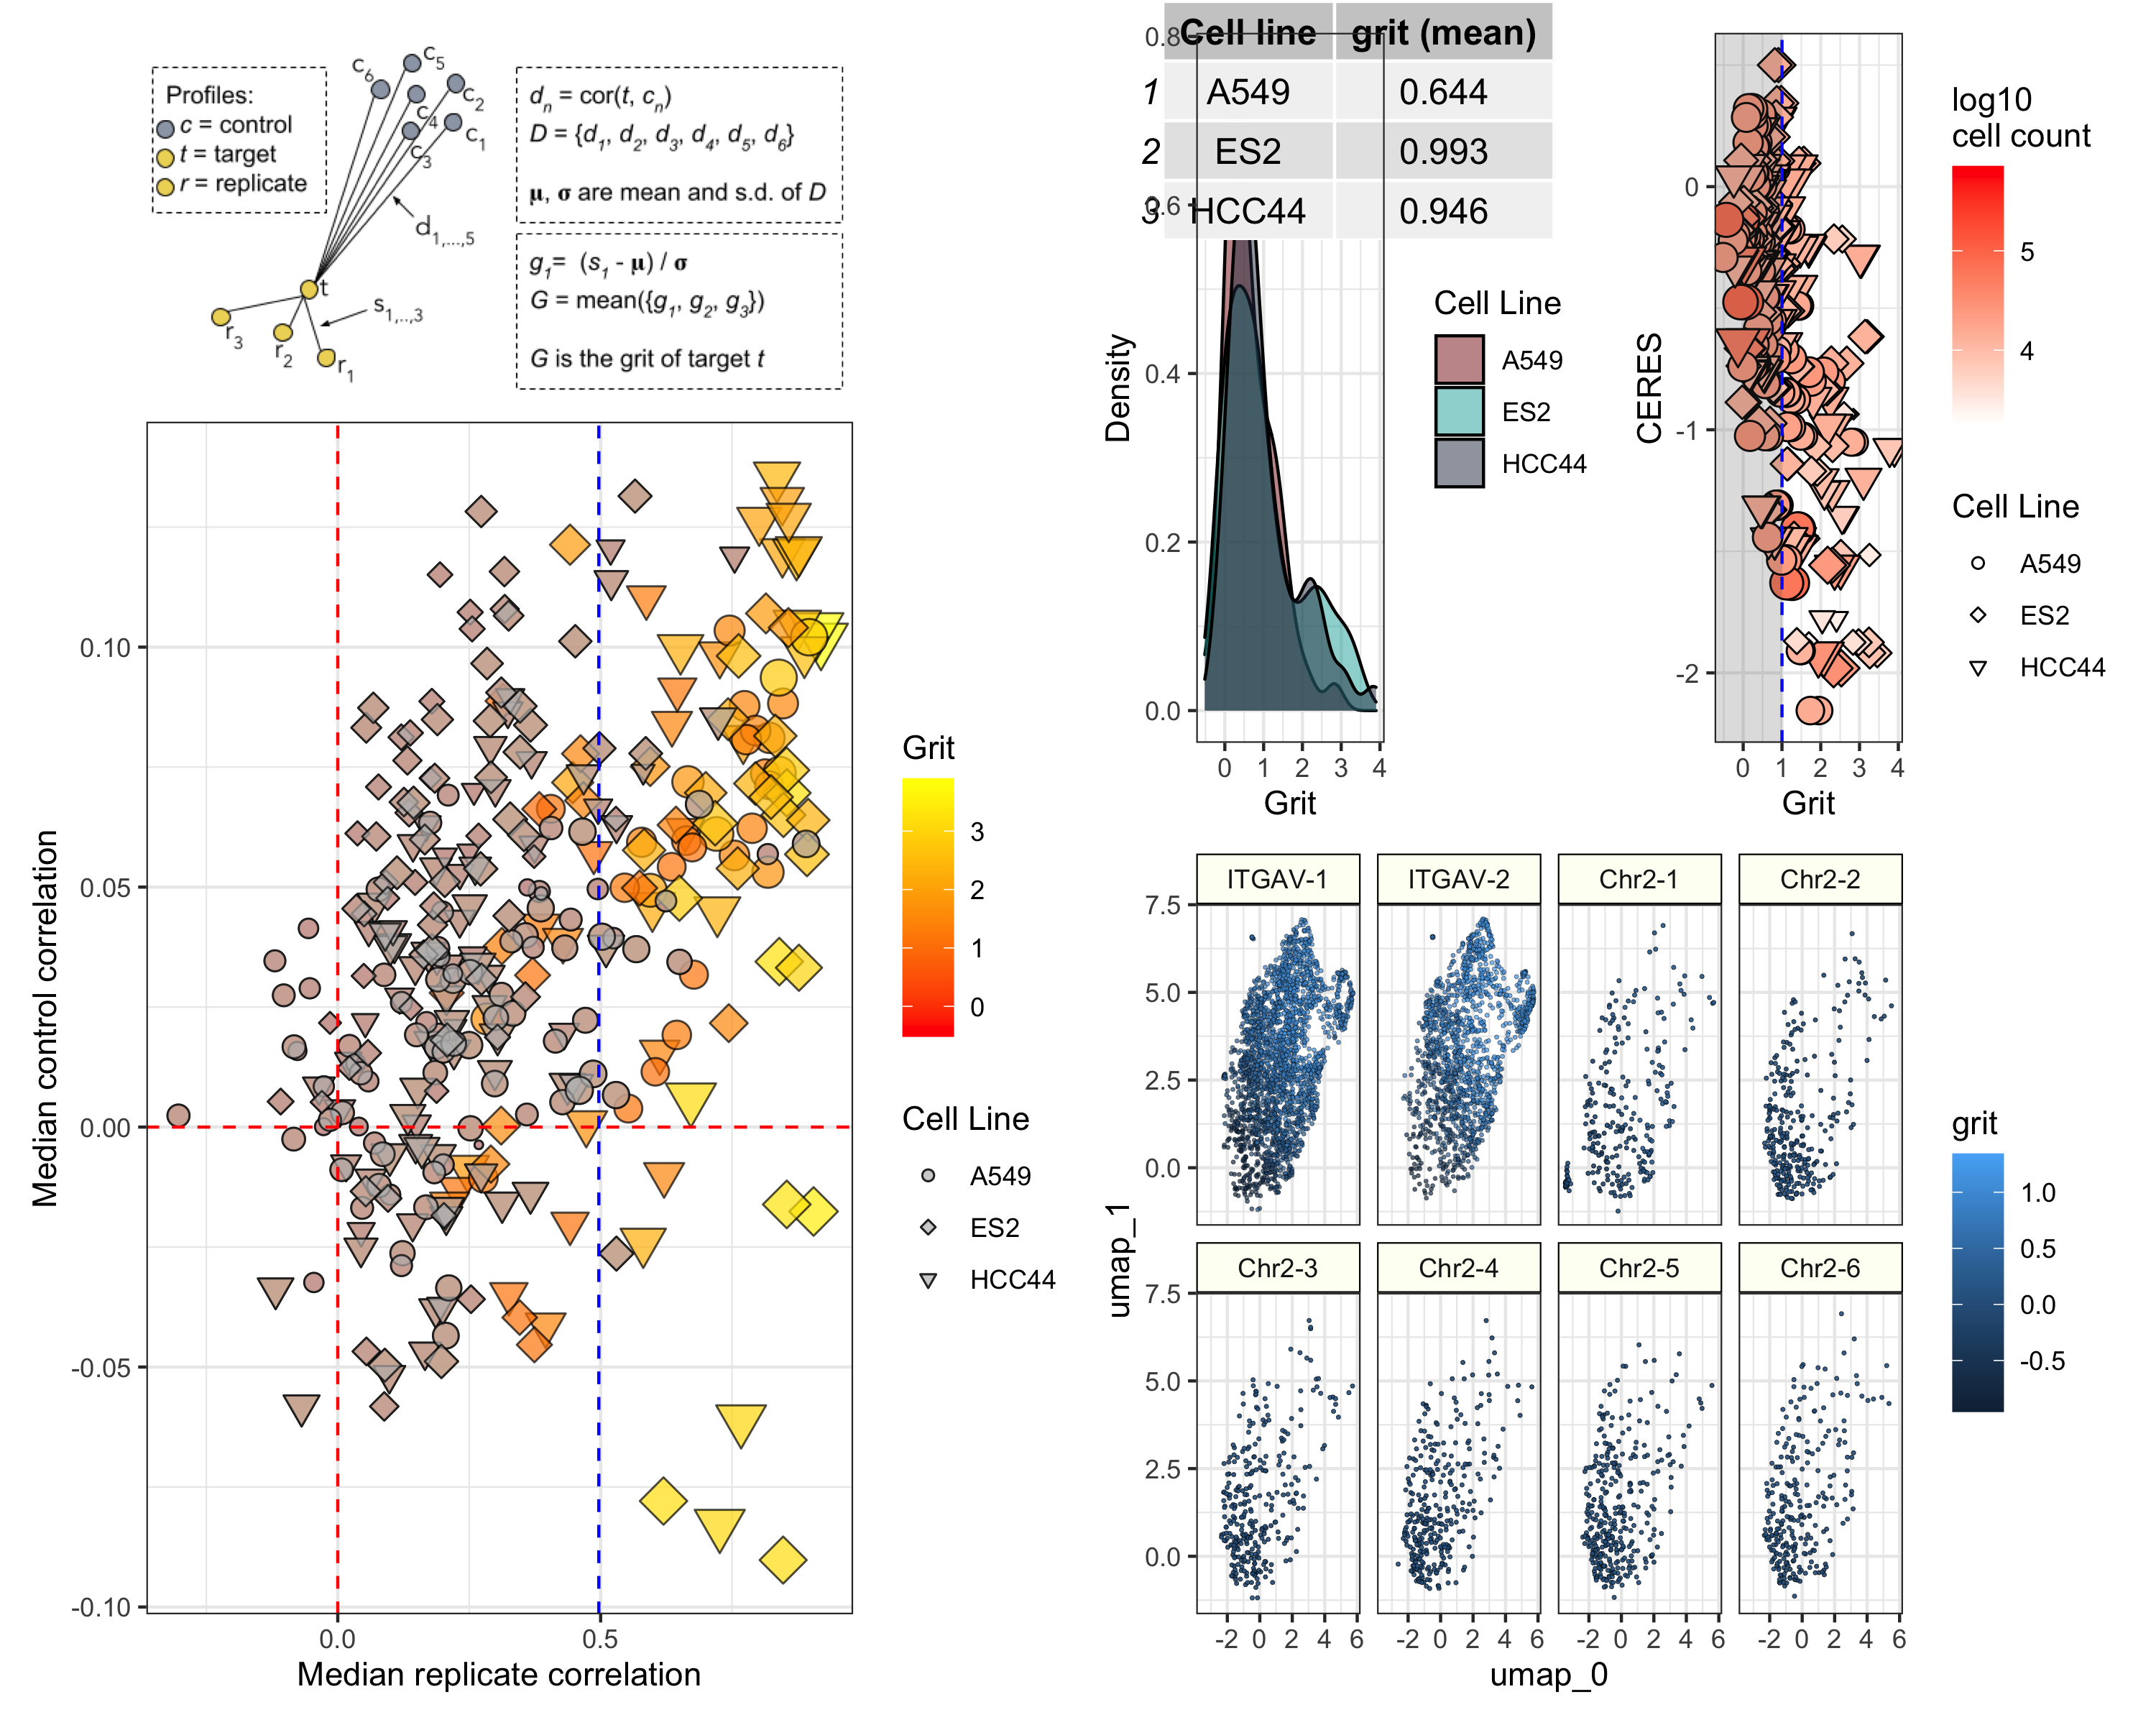 Profiles:
c = control
t = target
r = replicate
c6
c5
c2
c4
c1
c3
d1,...,5
t
s1,..,3
r3
r2
r1
dn = cor(t, cn)
D = {d1, d2, d3, d4, d5, d6}
μ, σ are mean and s.d. of D
g1= (s1 - μ) / σ
G = mean({g1, g2, g3})
G is the grit of target t
Median control correlation
0.10
0.05
0.00
-0.05
-0.10
0.0 0.5
Median replicate correlation
Grit
3
2
1
0
Cell Line
A549
ES2
HCC44
Cell line grit (mean)
1 A549 0.644
2 ES2 0.993
3 HCC44 0.946
Density
0.8
0.6
0.4
0.2
0.0
0 1 2 3 4
Grit
Cell Line
A549
ES2
HCC44
CERES
0
-1
-2
0 1 2 3 4
Grit
log10
cell count
5
4
Cell Line
A549
ES2
HCC44
ITGAV-1 ITGAV-2 Chr2-1 Chr2-2
7.5
5.0
2.5
0.0
umap_1
Chr2-3 Chr2-4 Chr2-5 Chr2-6
7.5
5.0
2.5
0.0
-2 0 2 4 6 -2 0 2 4 6 -2 0 2 4 6 -2 0 2 4 6
umap_0
grit
1.0
0.5
0.0
-0.5